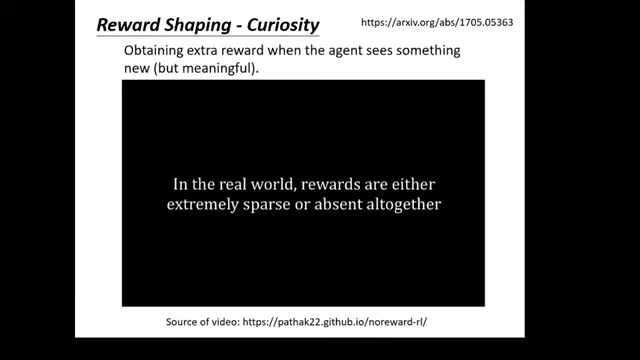 Reward Shaping - Curiosity
https://arxiv.org/abs/1705.05363
Obtaining extra reward when the agent sees something
new (but meaningful).
In the real world, rewards are either
extremely sparse or absent altogether
Source of video: https://pathak22.github.io/noreward-rl/